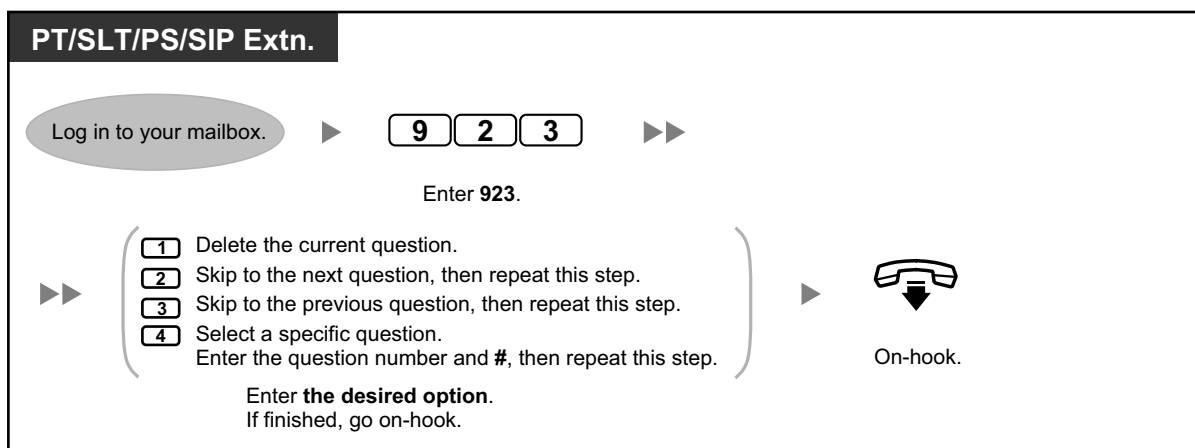 PT/SLT/PS/SIP Extn.
Log in to your mailbox.
9 2 3
Enter 923.
1 Delete the current question.
2 Skip to the next question, then repeat this step.
3 Skip to the previous question, then repeat this step.
4 Select a specific question.
Enter the question number and #, then repeat this step.
Enter the desired option.
If finished, go on-hook.
On-hook.